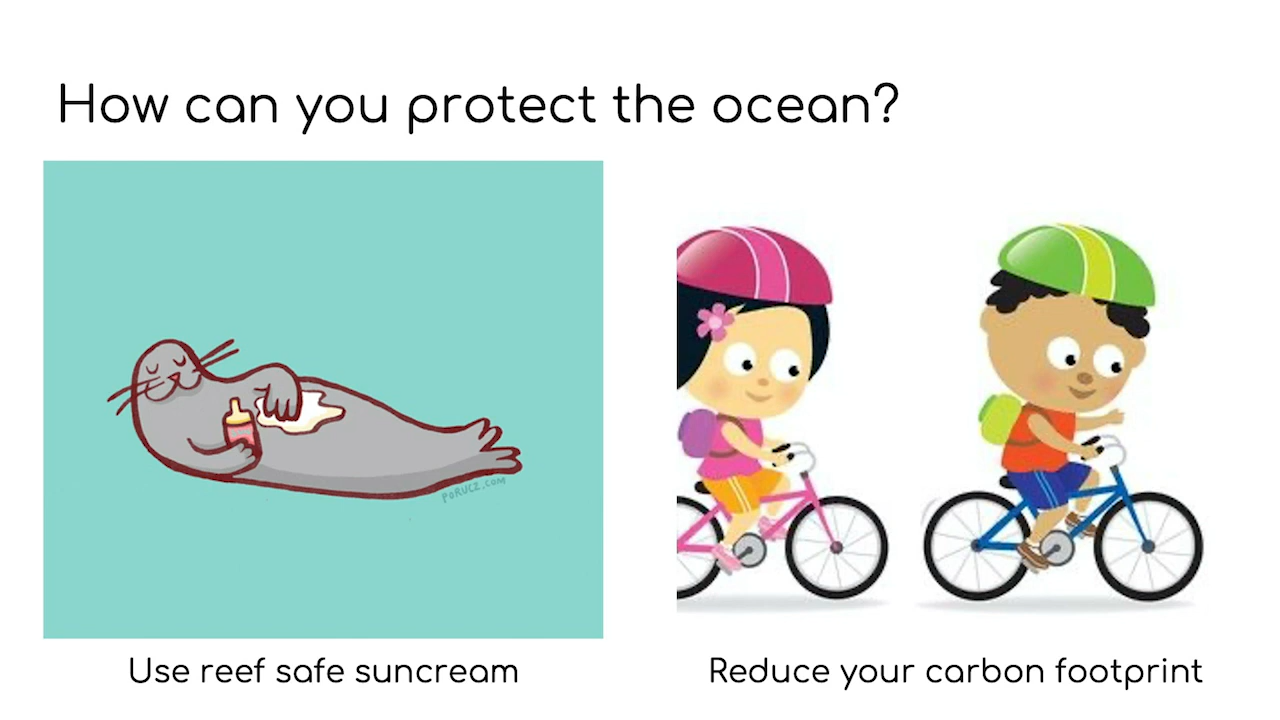 How can you protect the ocean?
PORUCZ.COM
Use reef safe suncream
Reduce your carbon footprint